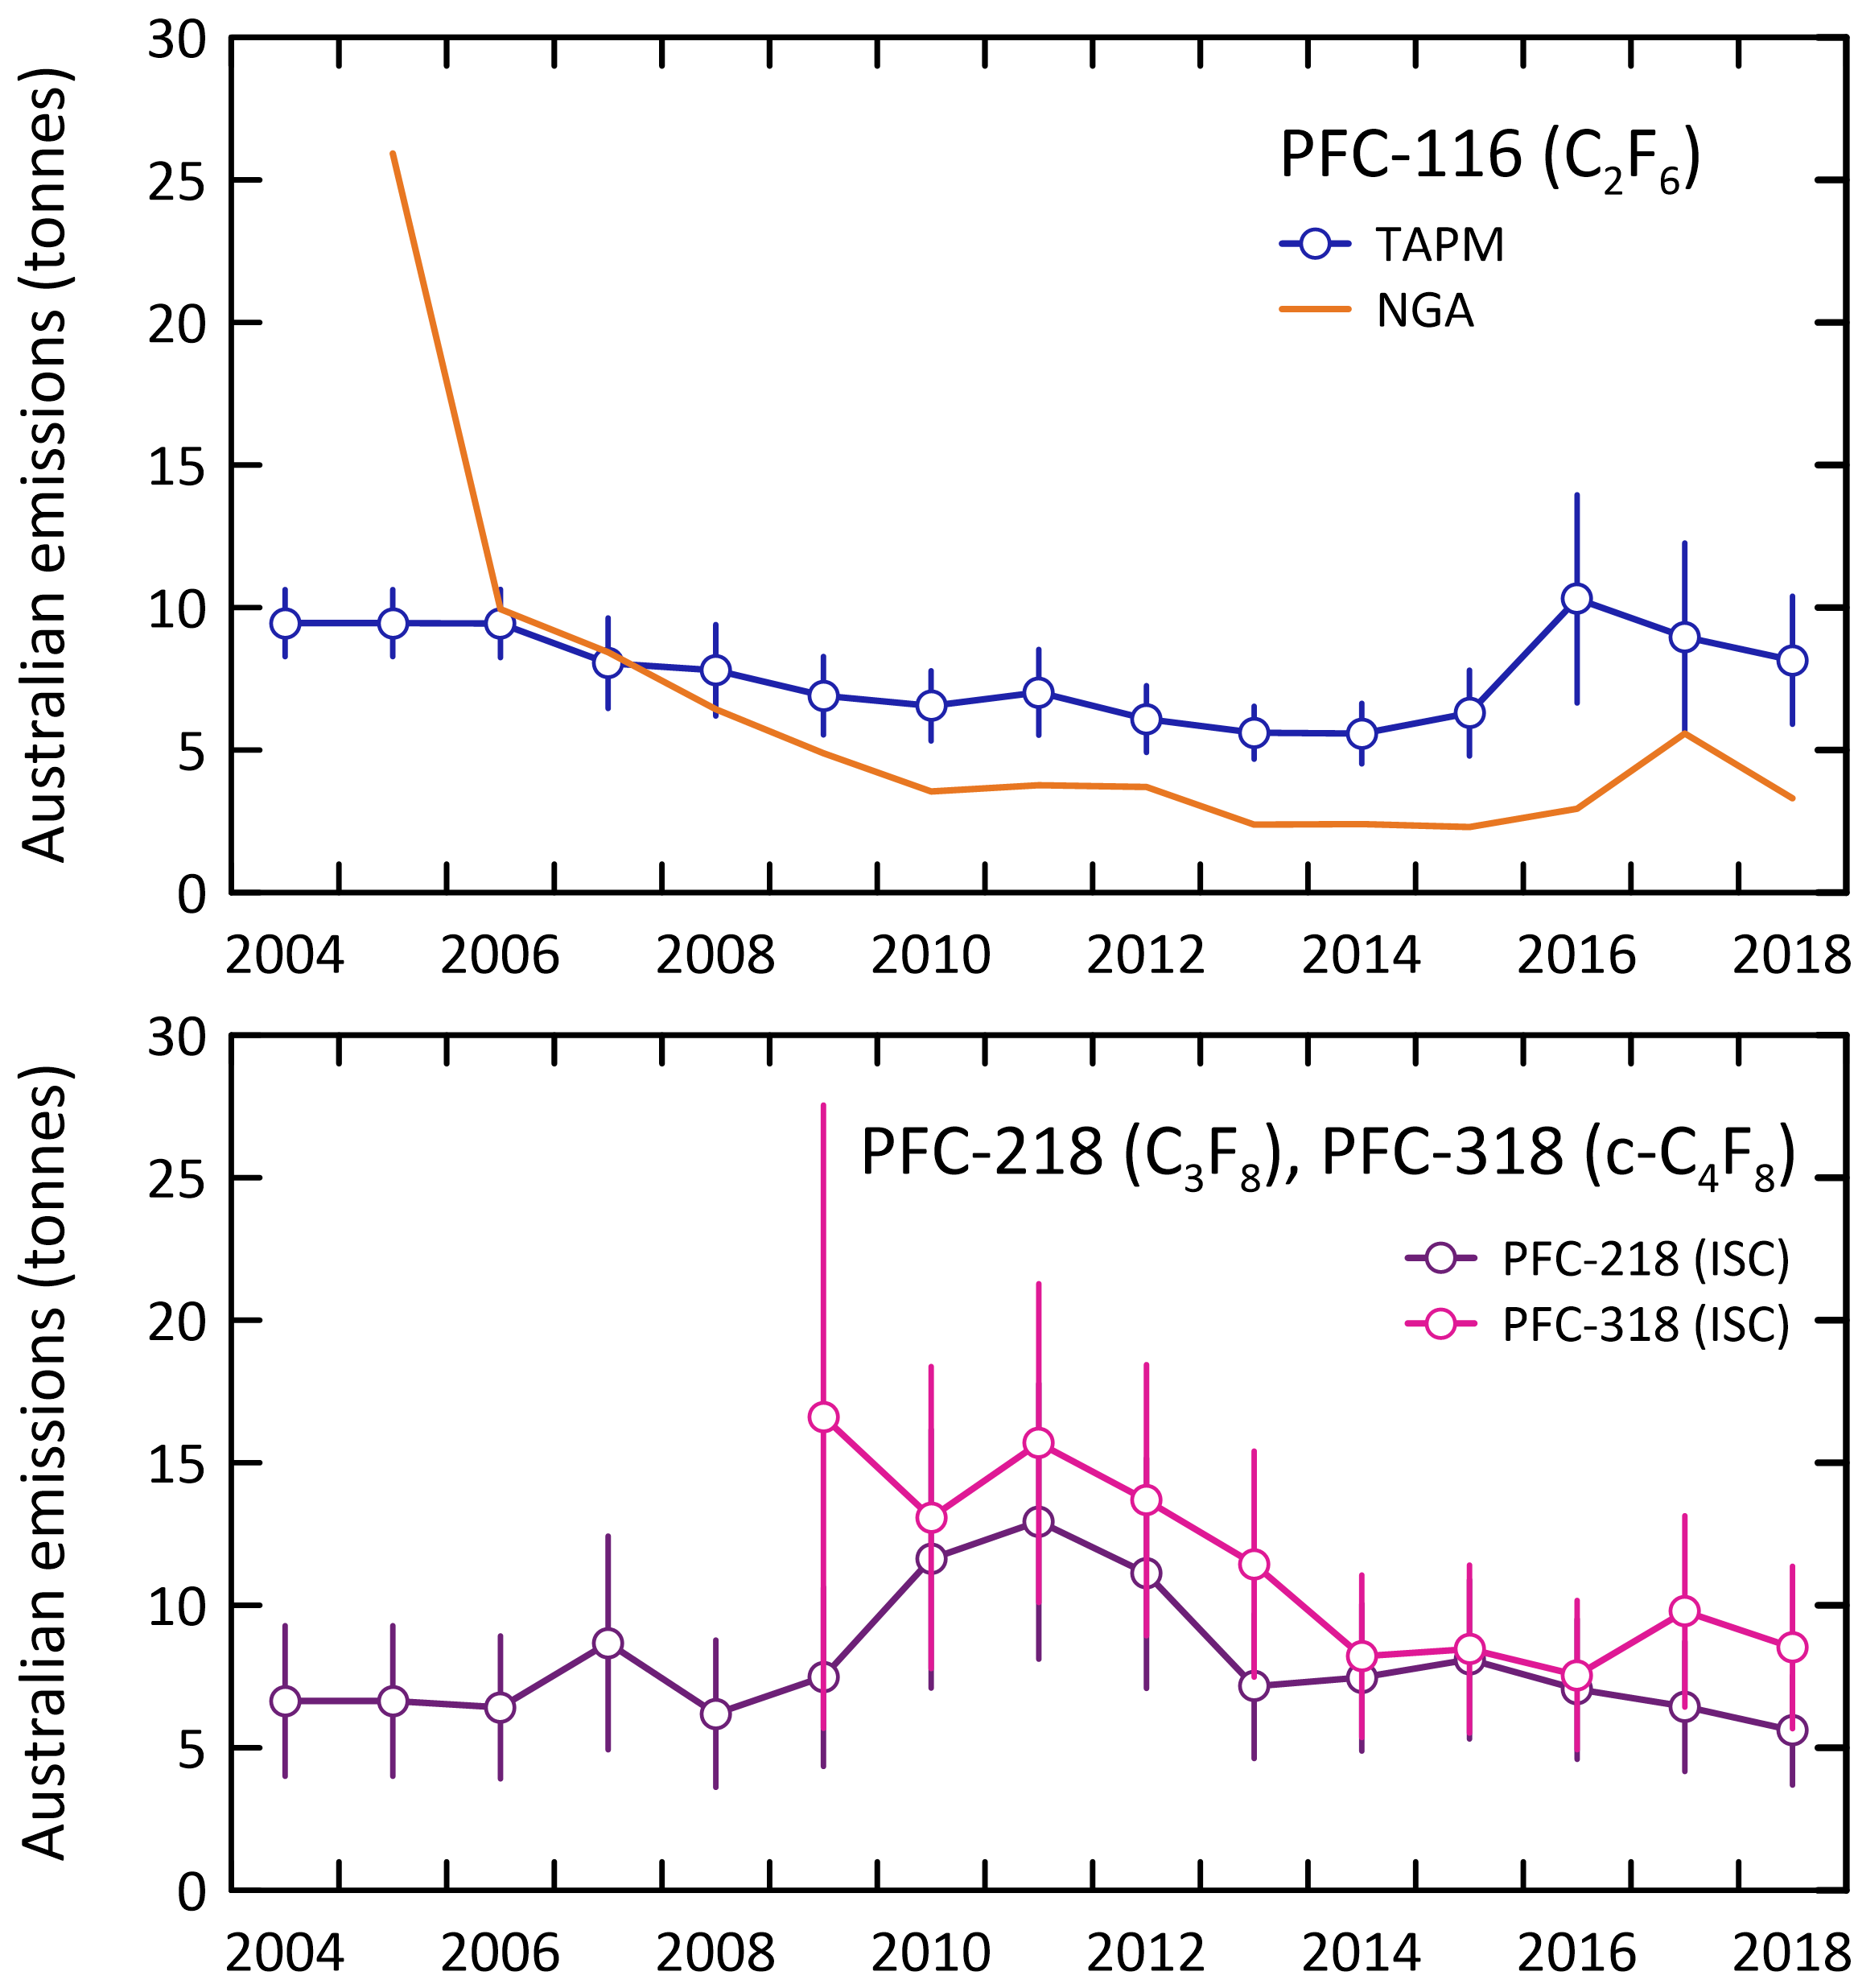 Australian emissions (tonnes)
30
25
20
15
10
5
0
PFC-116 (C₂F₆)
TAPM
NGA
2004 2006 2008 2010 2012 2014 2016 2018
Australian emissions (tonnes)
30
25
20
15
10
5
0
PFC-218 (C₃F₈), PFC-318 (c-C₄F₈)
PFC-218 (ISC)
PFC-318 (ISC)
2004 2006 2008 2010 2012 2014 2016 2018